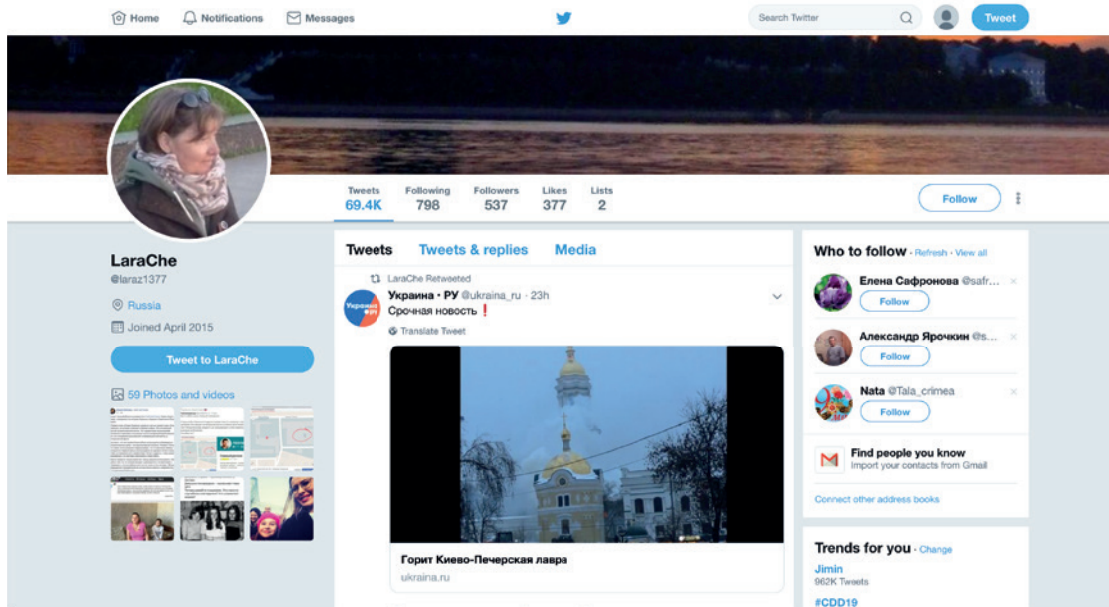 Home
Notifications
Messages
Search Twitter
Tweet
Tweets Following Followers Likes Lists
69.4K 798 537 377 2
Follow
LaraChe
@laraz1377
Russia
Joined April 2015
Tweet to LaraChe
59 Photos and videos
Tweets Tweets & replies Media
LaraChe Retweeted
Украина • РУ @ukraina_ru · 23h
Срочная новость❗
Translate Tweet
Горит Киево-Печерская лавра
ukraina.ru
Who to follow · Refresh · View all
Елена Сафронова @safr...
Follow
Александр Ярочкин @s...
Follow
Nata @Tala_crimea
Follow
Find people you know
Import your contacts from Gmail
Connect other address books
Trends for you · Change
Jimin
962K Tweets
#CDD19